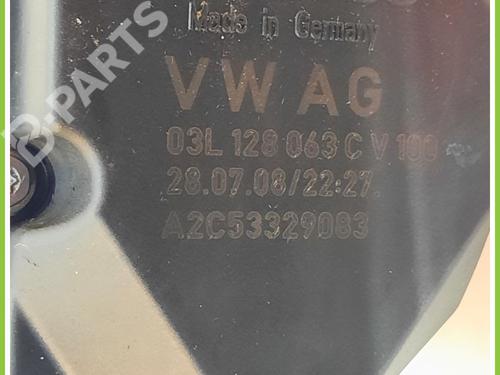 Made in Germany
VW AG
03L 128 063 C V 100
28.07.08/22:27
A2C53329083
B-PARTS